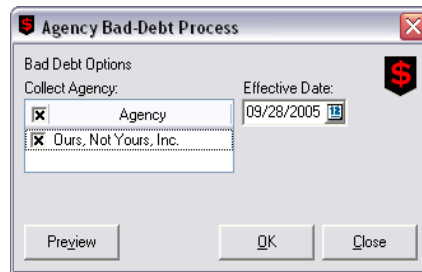 Agency Bad-Debt Process
Bad Debt Options
Collect Agency:
Effective Date:
Agency
09/28/2005
12
Ours, Not Yours, Inc.
Preview
OK
Close